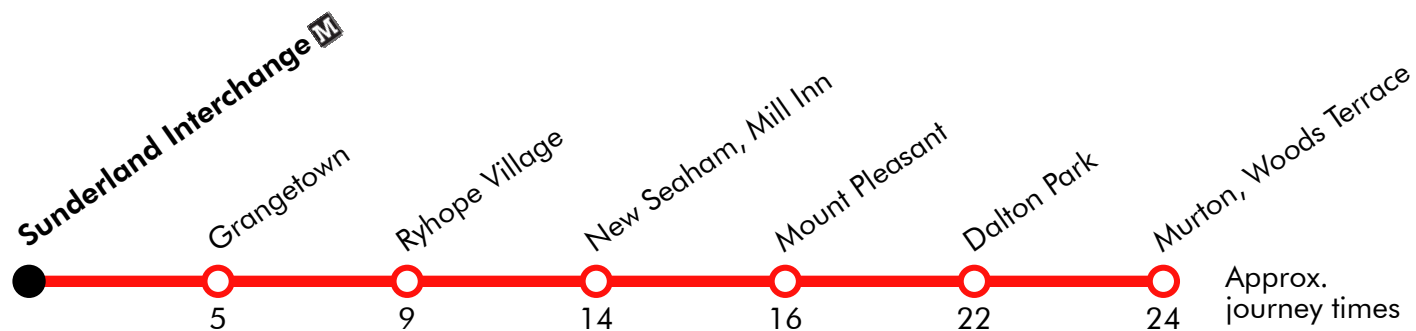 Sunderland Interchange M
Grangetown
Ryhope Village
New Seaham, Mill Inn
Mount Pleasant
Dalton Park
Murton, Woods Terrace
5
9
14
16
22
24
Approx.
journey times